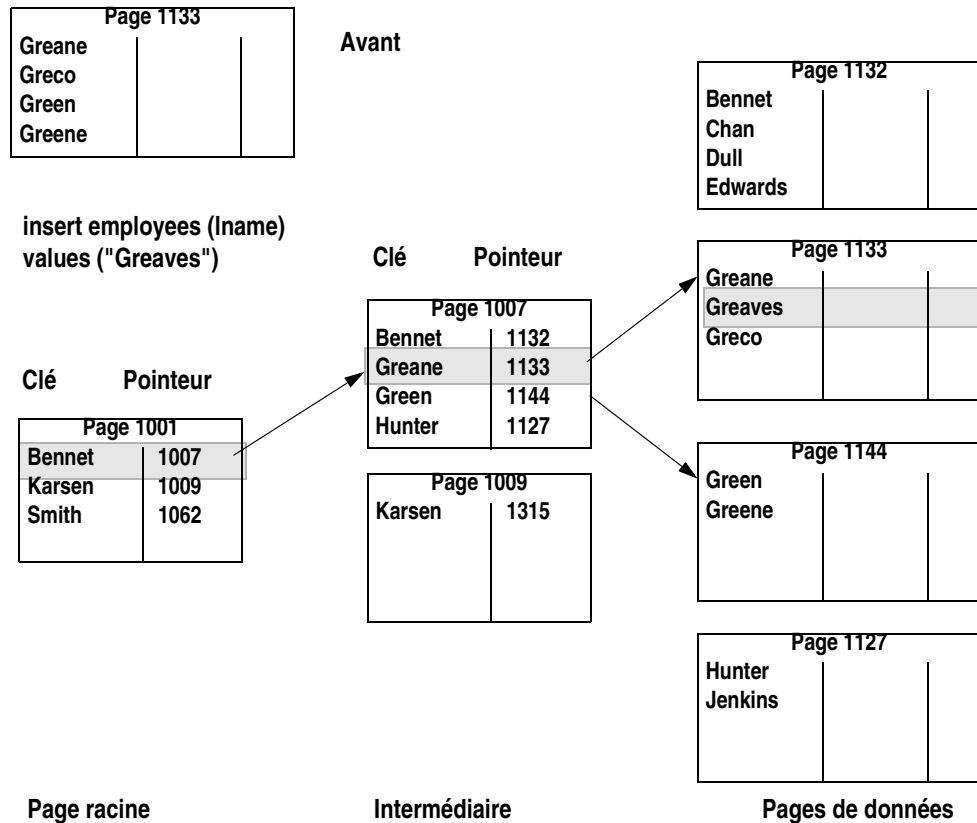 Page 1133
Greane
Greco
Green
Greene
Avant
insert employees (lname)
values ("Greaves")
Clé Pointeur
Page 1001
Bennet 1007
Karsen 1009
Smith 1062
Page racine
Clé Pointeur
Page 1007
Bennet 1132
Greane 1133
Green 1144
Hunter 1127
Page 1009
Karsen 1315
Intermédiaire
Page 1132
Bennet
Chan
Dull
Edwards
Page 1133
Greane
Greaves
Greco
Page 1144
Green
Greene
Page 1127
Hunter
Jenkins
Pages de données